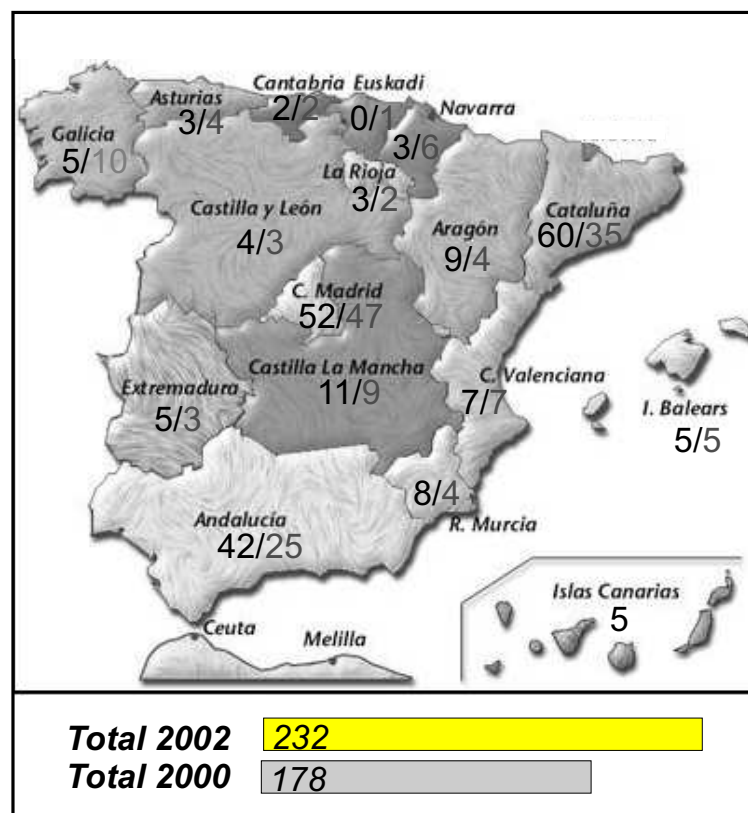 Cantabria Euskadi
2/2
0/1
Asturias
3/4
Navarra
3/6
Galicia
5/10
La Rioja
3/2
Castilla y León
4/3
Aragón
9/4
Cataluña
60/35
C. Madrid
52/47
Castilla La Mancha
11/9
C. Valenciana
7/7
Extremadura
5/3
I. Balears
5/5
8/4
R. Murcia
Andalucía
42/25
Islas Canarias
5
Ceuta
Melilla
Total 2002 232
Total 2000 178